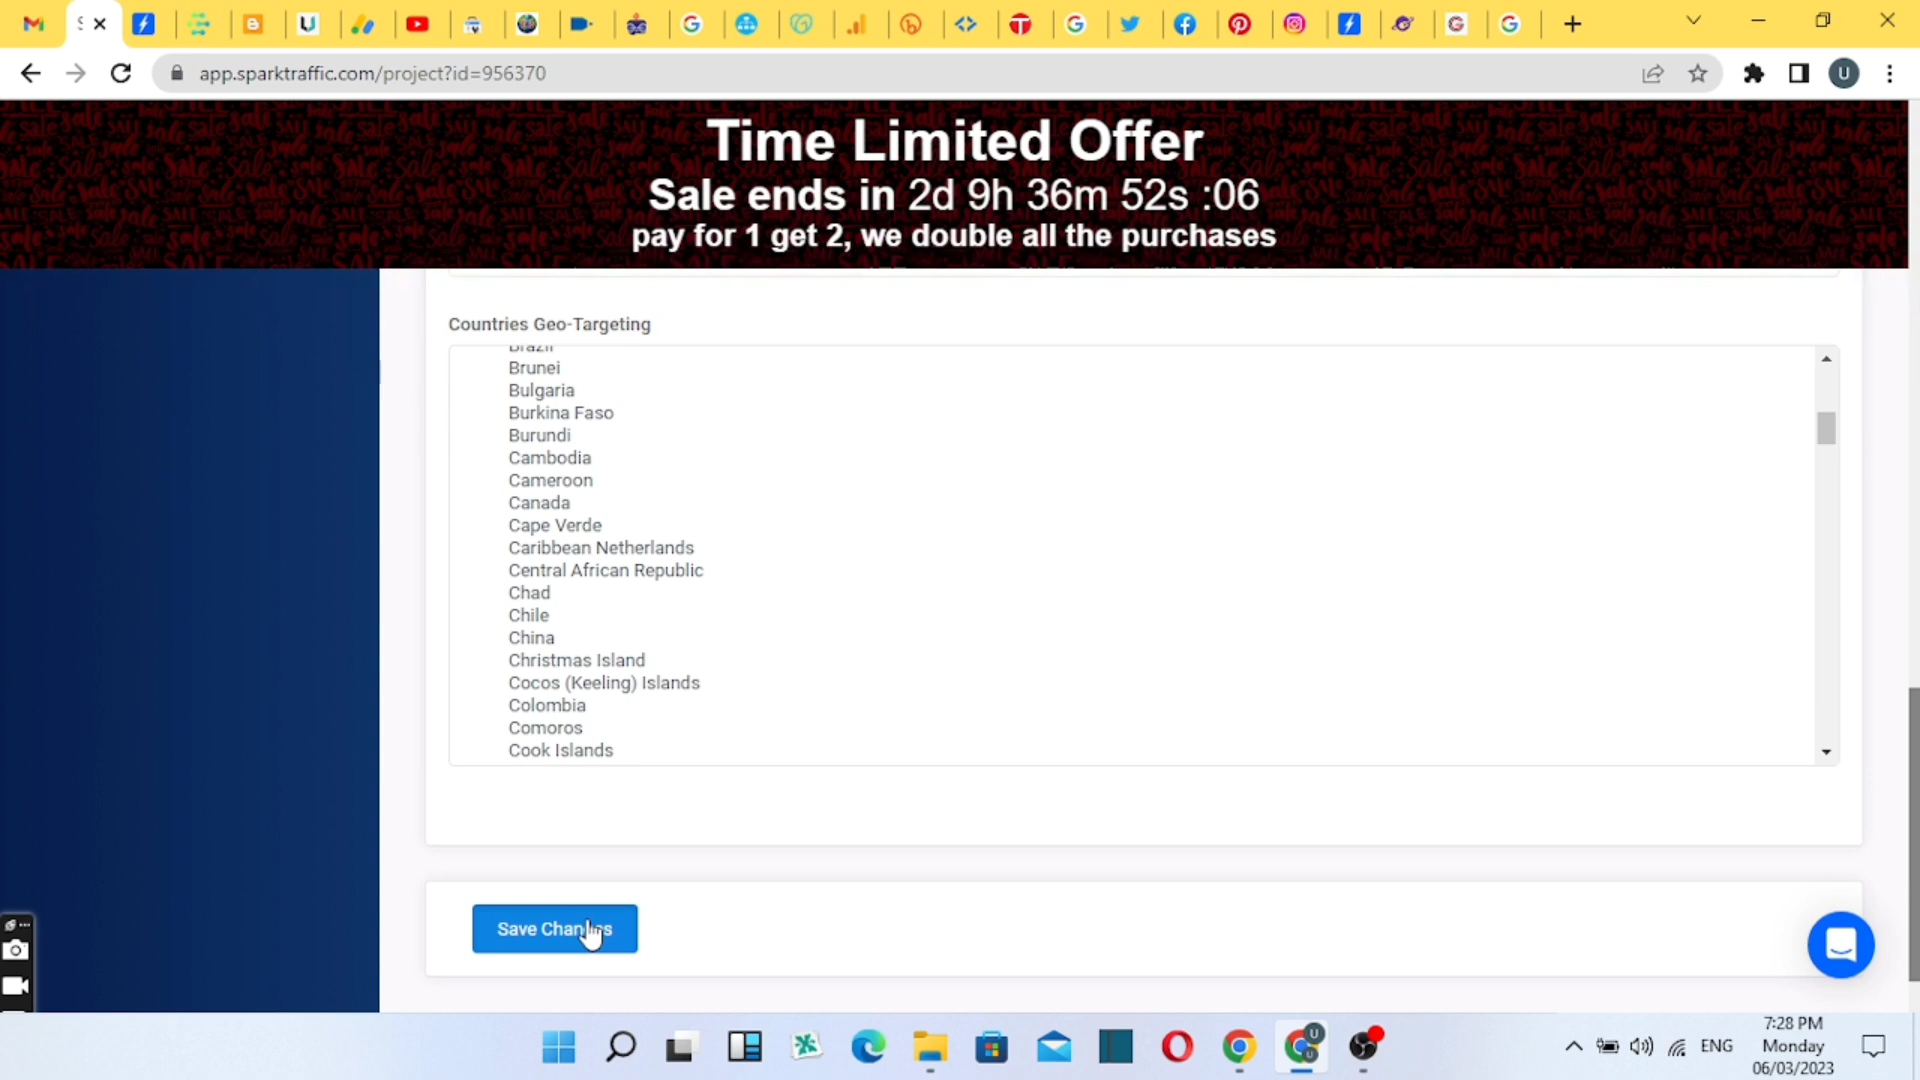 app.sparktraffic.com/project?id=956370
U
Time Limited Offer
Sale ends in 2d 9h 36m 52s :06
pay for 1 get 2, we double all the purchases
Countries Geo-Targeting
Brazil
Brunei
Bulgaria
Burkina Faso
Burundi
Cambodia
Cameroon
Canada
Cape Verde
Caribbean Netherlands
Central African Republic
Chad
Chile
China
Christmas Island
Cocos (Keeling) Islands
Colombia
Comoros
Cook Islands
Save Changes
7:28 PM
ENG
Monday
06/03/2023